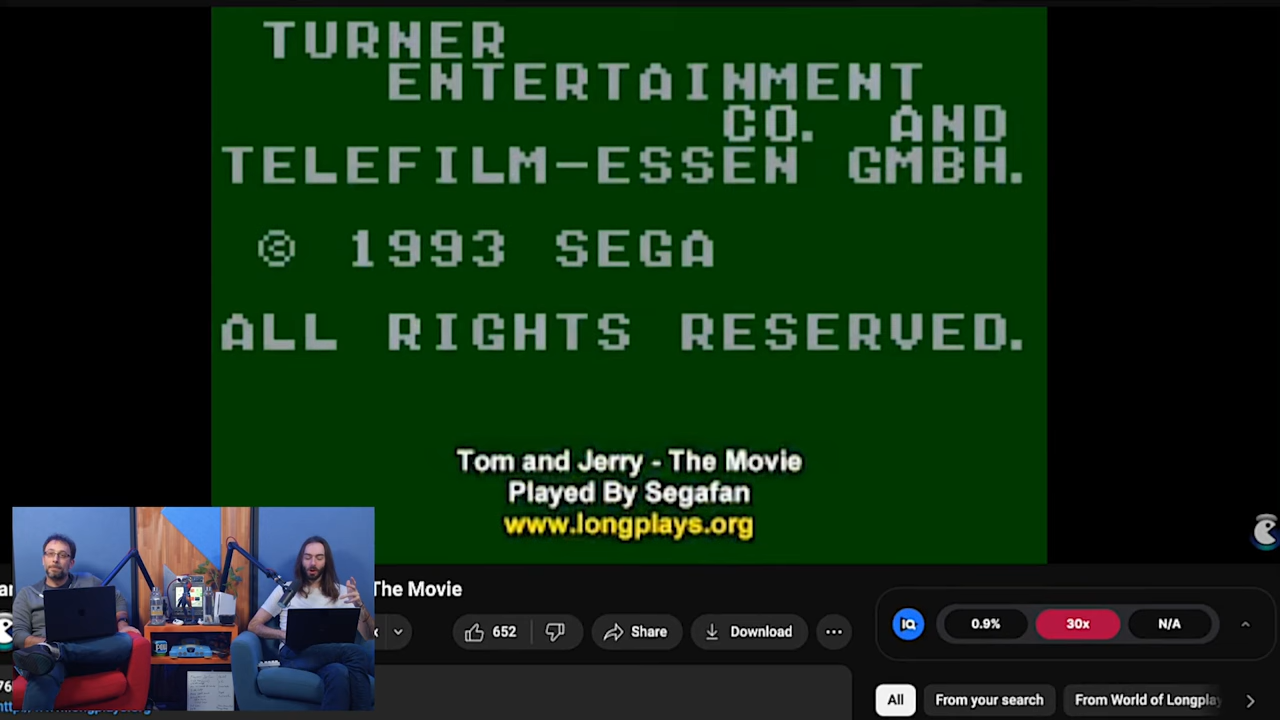 TURNER
ENTERTAINMENT
CO. AND
TELEFILM-ESSEN GMBH.
© 1993 SEGA
ALL RIGHTS RESERVED.
Tom and Jerry - The Movie
Played By Segafan
www.longplays.org
The Movie
652
Share
Download
IQ
0.9%
30x
N/A
All
From your search
From World of Longplay